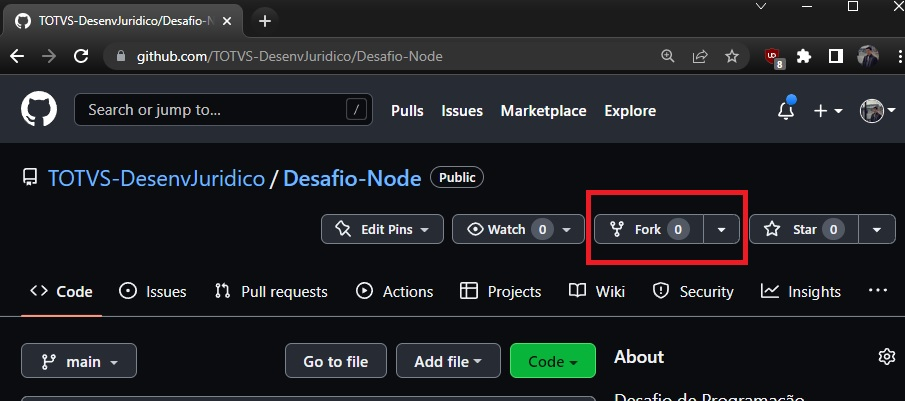 TOTVS-DesenvJuridico/Desafio-N
github.com/TOTVS-DesenvJuridico/Desafio-Node
8
Search or jump to...
/
Pulls Issues Marketplace Explore
TOTVS-DesenvJuridico / Desafio-Node Public
Edit Pins Watch 0 Fork 0 Star 0
Code Issues Pull requests Actions Projects Wiki Security Insights
main Go to file Add file Code About
Desafio de Programação